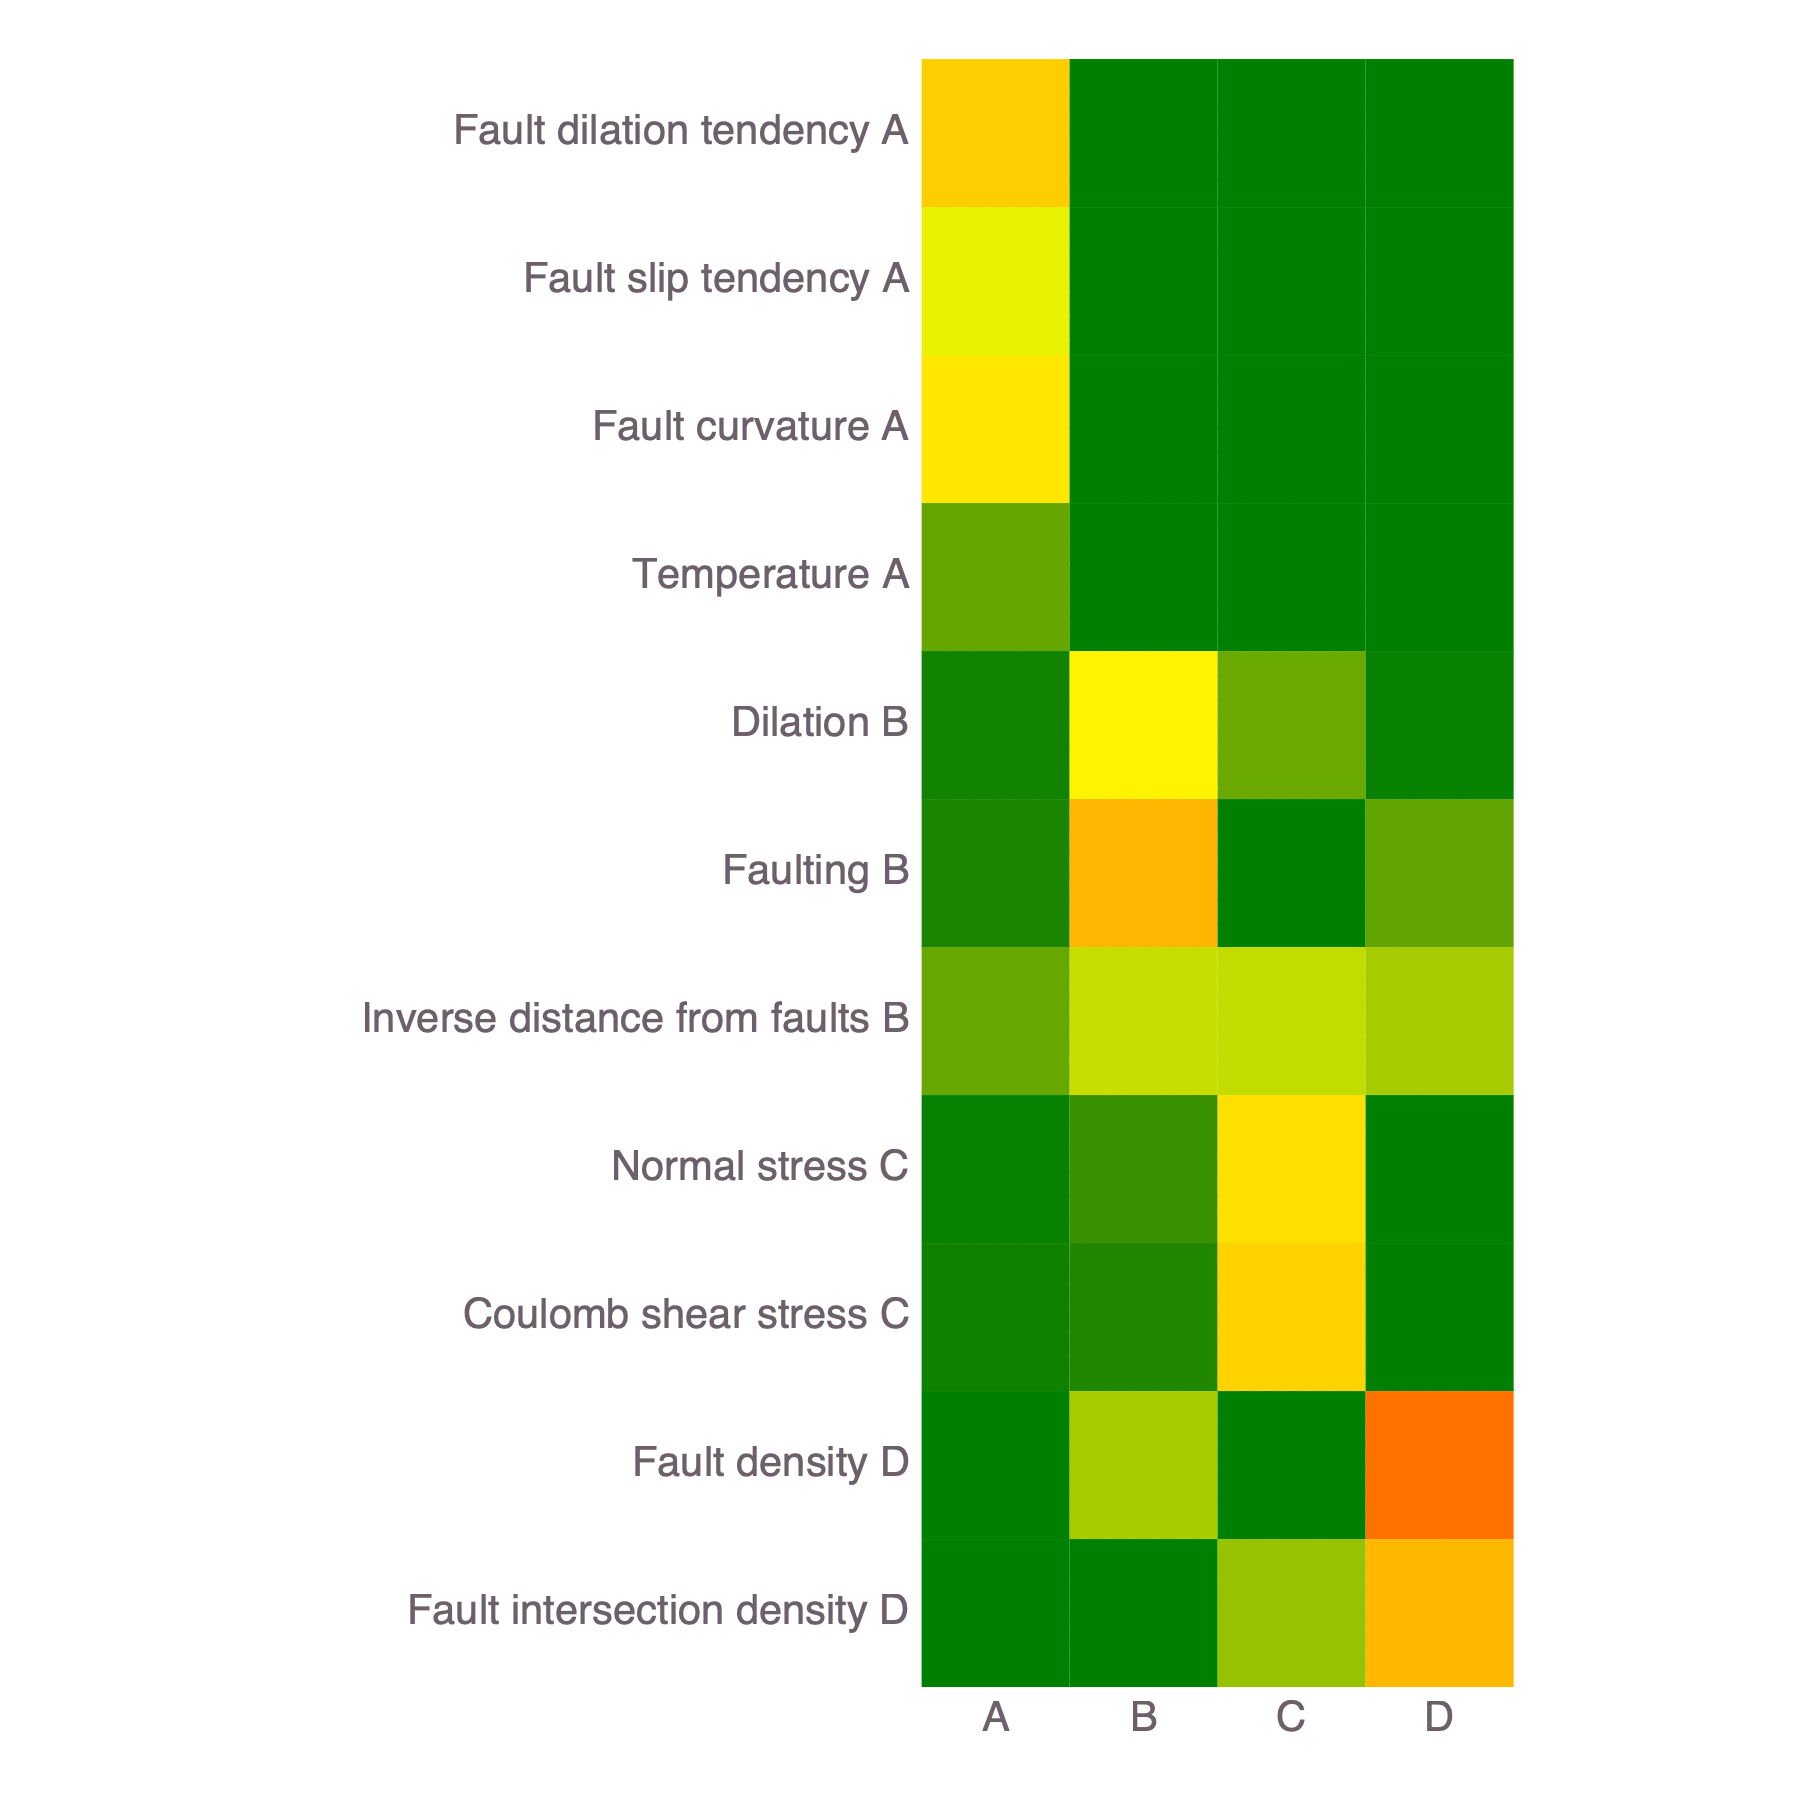 Fault dilation tendency A
Fault slip tendency A
Fault curvature A
Temperature A
Dilation B
Faulting B
Inverse distance from faults B
Normal stress C
Coulomb shear stress C
Fault density D
Fault intersection density D
A B C D